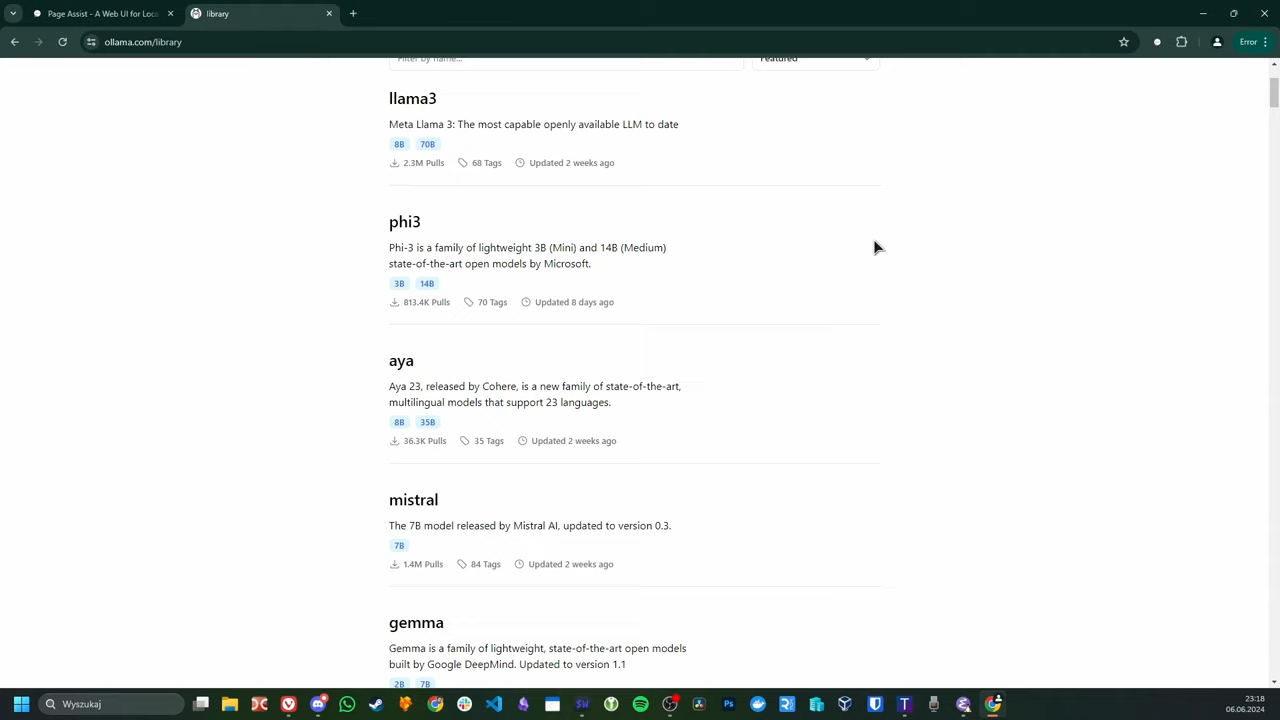 Page Assist - A Web UI for Loc
library
ollama.com/library
Error
Filter by name...
Featured
llama3
Meta Llama 3: The most capable openly available LLM to date
8B 70B
2.3M Pulls 68 Tags Updated 2 weeks ago
phi3
Phi-3 is a family of lightweight 3B (Mini) and 14B (Medium)
state-of-the-art open models by Microsoft.
3B 14B
813.4K Pulls 70 Tags Updated 8 days ago
aya
Aya 23, released by Cohere, is a new family of state-of-the-art,
multilingual models that support 23 languages.
8B 35B
36.3K Pulls 35 Tags Updated 2 weeks ago
mistral
The 7B model released by Mistral AI, updated to version 0.3.
7B
1.4M Pulls 84 Tags Updated 2 weeks ago
gemma
Gemma is a family of lightweight, state-of-the-art open models
built by Google DeepMind. Updated to version 1.1
2B 7B
Wyszukaj
23:18
06.06.2024